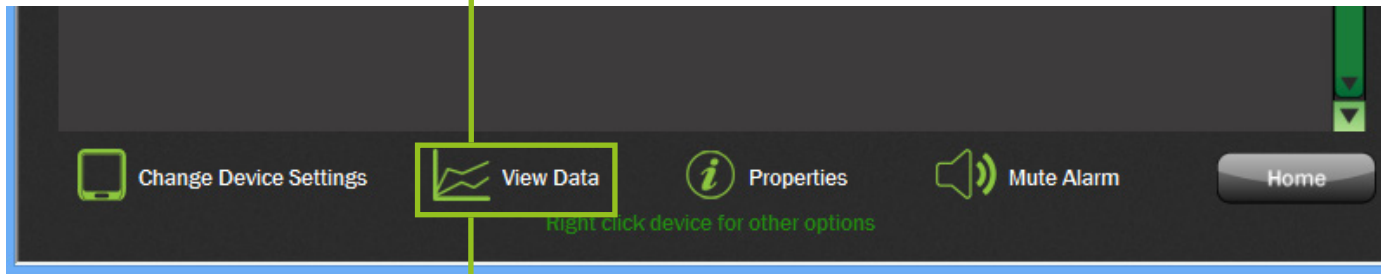 Change Device Settings View Data Properties Mute Alarm Home
Right click device for other options